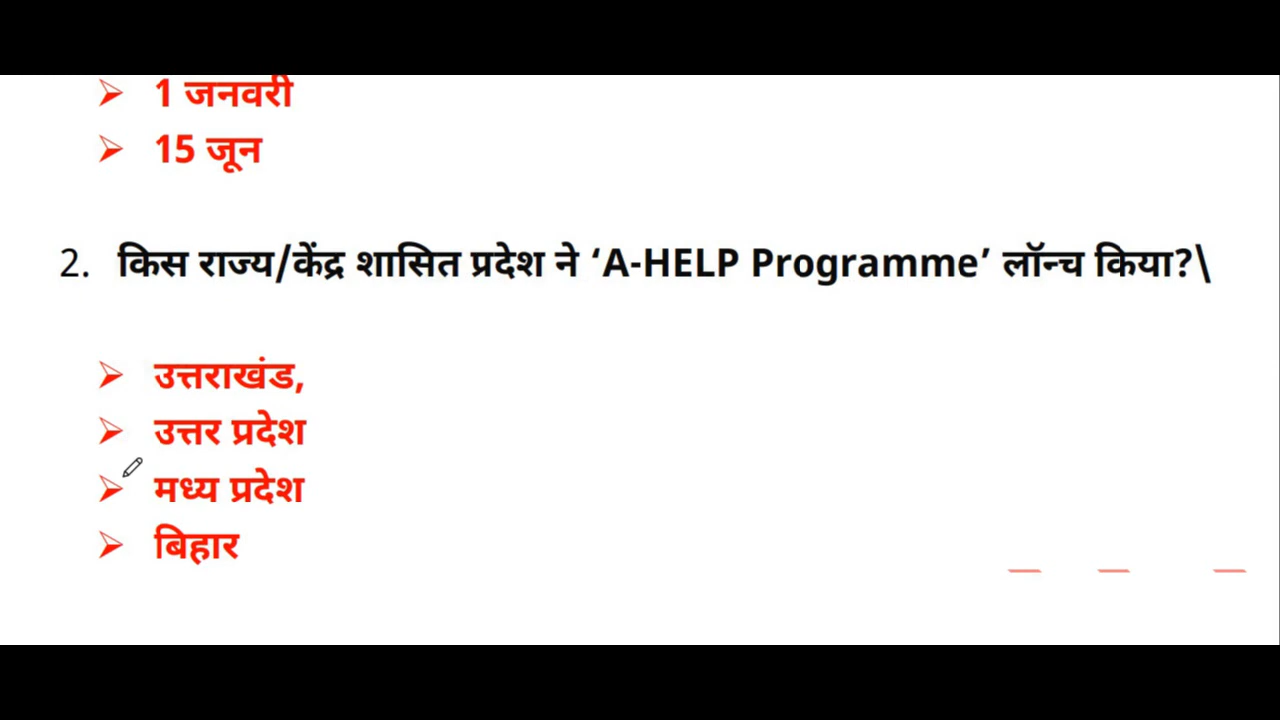 ➢ 1 जनवरी
➢ 15 जून
2. किस राज्य/केंद्र शासित प्रदेश ने ‘A-HELP Programme’ लॉन्च किया?\
➢ उत्तराखंड,
➢ उत्तर प्रदेश
➢ मध्य प्रदेश
➢ बिहार